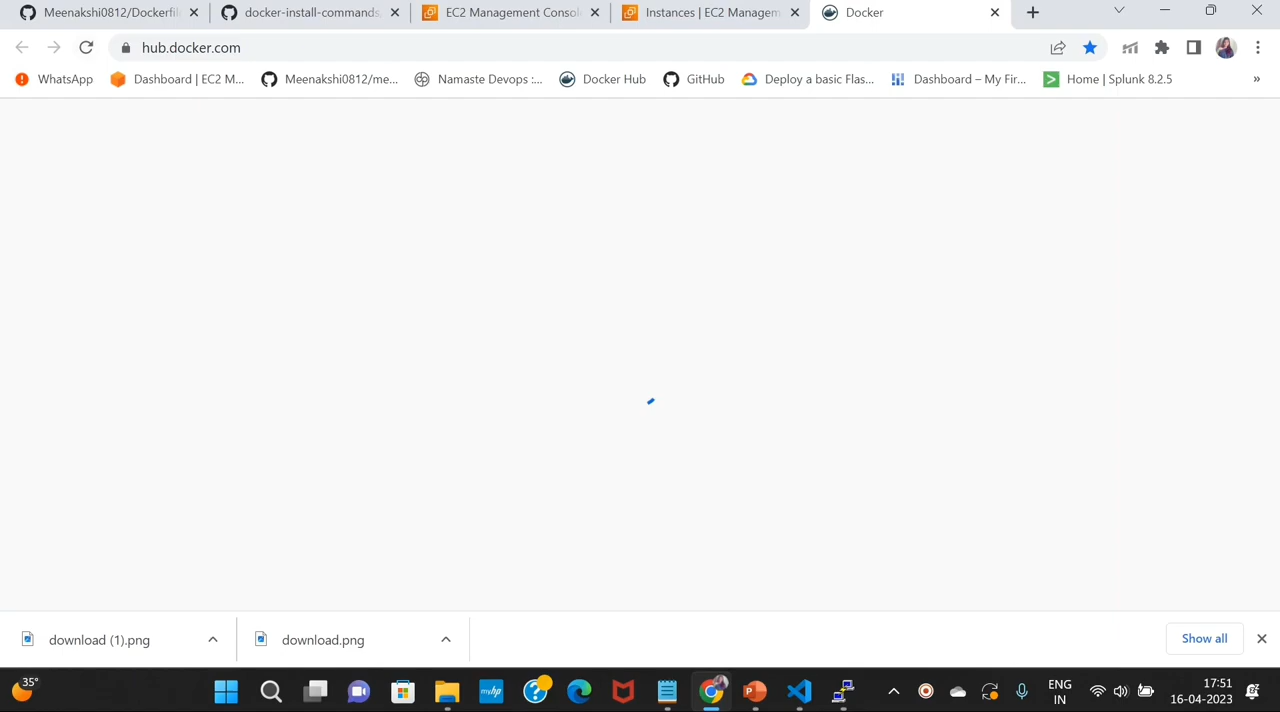 Meenakshi0812/Dockerfil
docker-install-commands.
EC2 Management Consol
Instances | EC2 Managem
Docker
hub.docker.com
WhatsApp
Dashboard | EC2 M...
Meenakshi0812/me...
Namaste Devops :...
Docker Hub
GitHub
Deploy a basic Flas...
Dashboard – My Fir...
Home | Splunk 8.2.5
»
download (1).png
download.png
Show all
35°
myhp
ENG
IN
17:51
16-04-2023